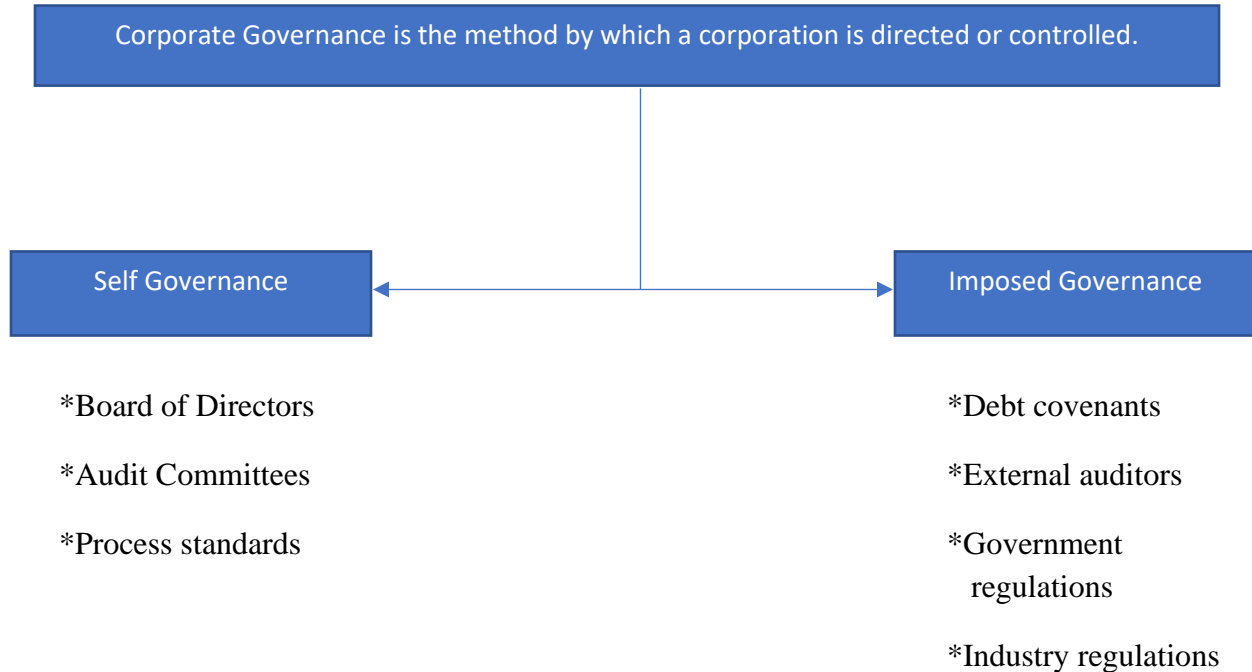 Corporate Governance is the method by which a corporation is directed or controlled.
Self Governance
*Board of Directors
*Audit Committees
*Process standards
Imposed Governance
*Debt covenants
*External auditors
*Government
regulations
*Industry regulations